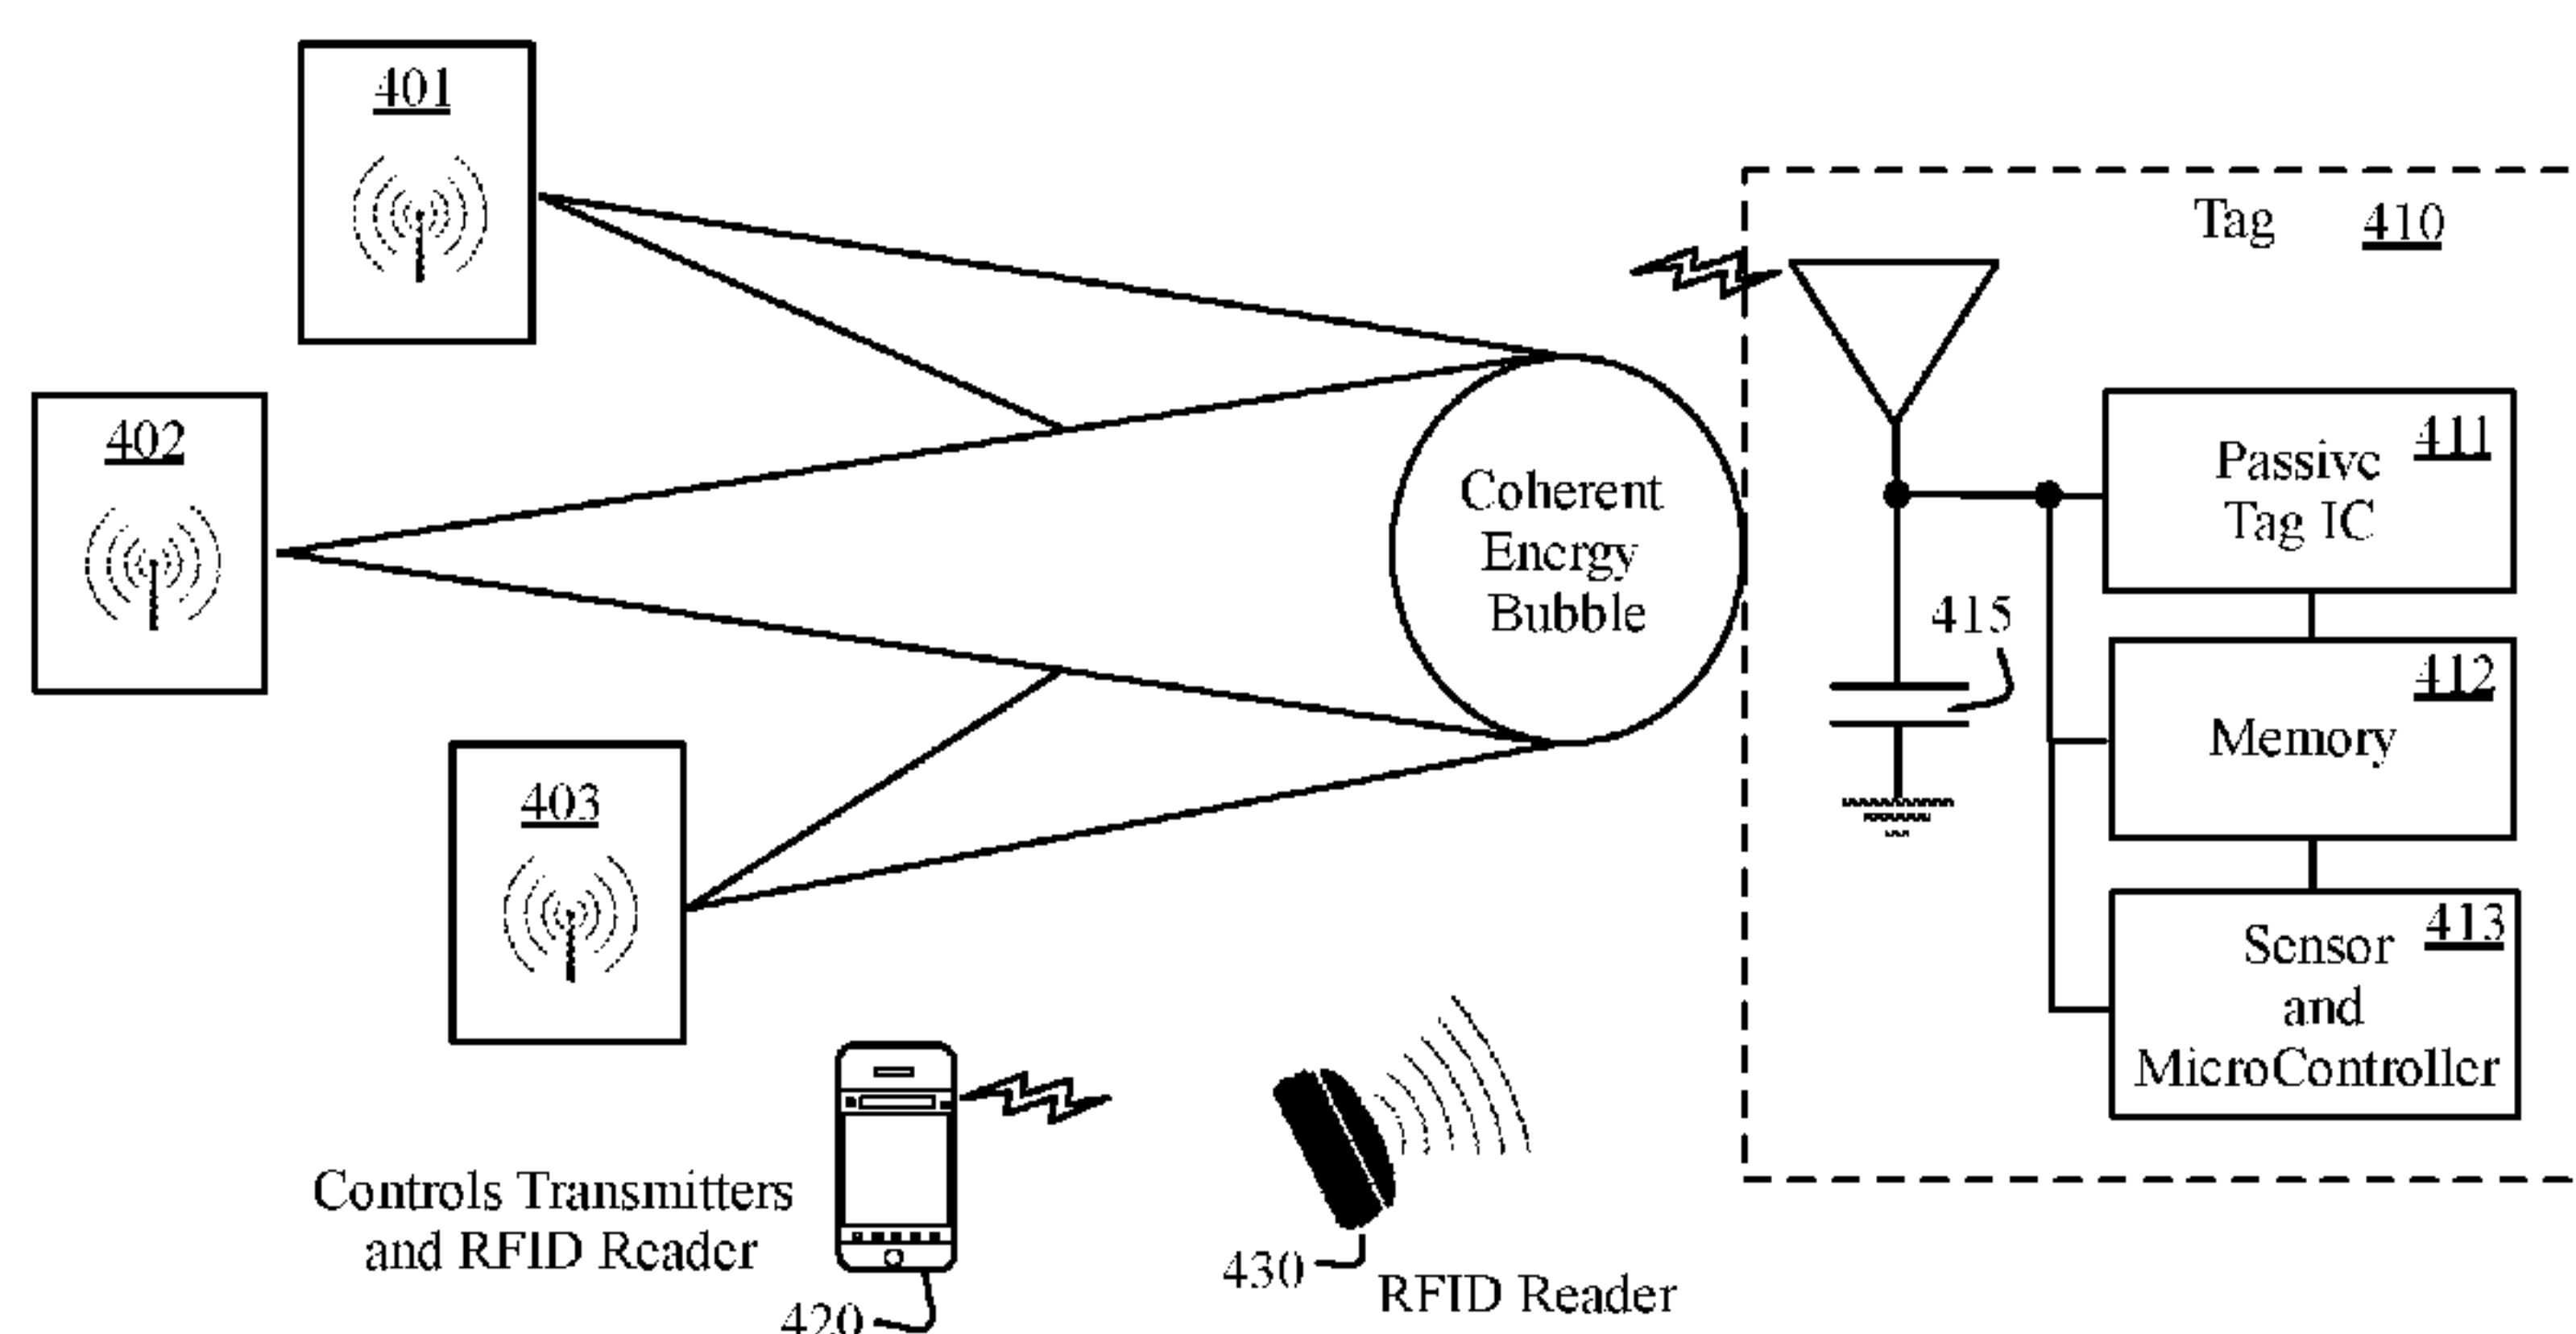 401
Tag 410
402
411
Passive
Tag IC
Coherent
Energy
Bubble
415
412
Memory
403
413
Sensor
and
MicroController
Controls Transmitters
and RFID Reader
420
430
RFID Reader